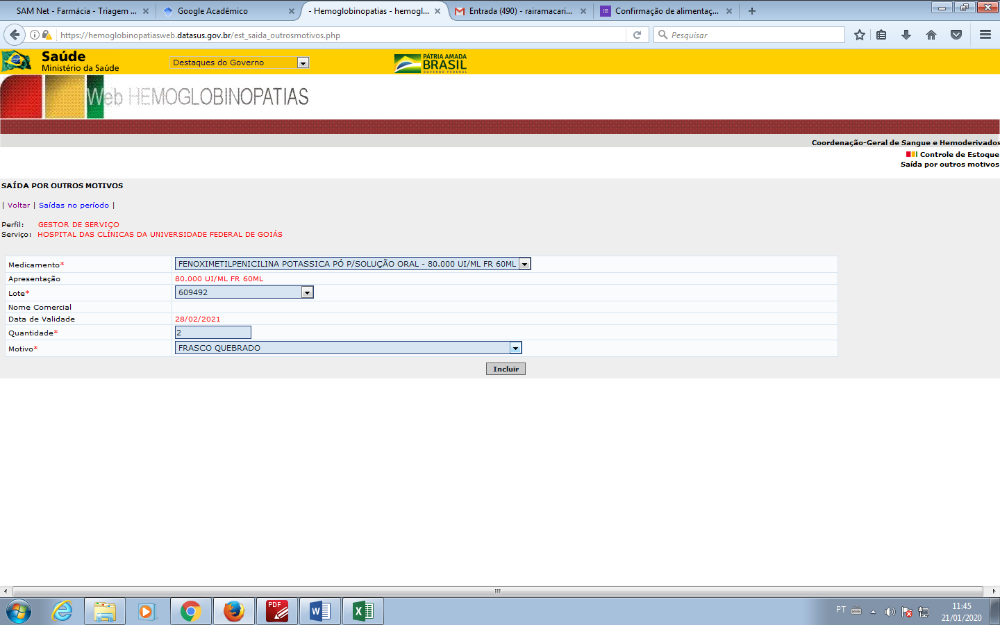 SAM Net - Farmácia - Triagem ...
Google Acadêmico
- Hemoglobinopatias - hemogl...
Entrada (490) - rairamacari...
Confirmação de alimentaç...
https://hemoglobinopatiasweb.datasus.gov.br/est_saida_outrosmotivos.php
Pesquisar
Saúde
Ministério da Saúde
Destaques do Governo
PÁTRIA AMADA
BRASIL
GOVERNO FEDERAL
Web HEMOGLOBINOPATIAS
Coordenação-Geral de Sangue e Hemoderivados
Controle de Estoque
Saída por outros motivos
SAÍDA POR OUTROS MOTIVOS
| Voltar | Saídas no período |
Perfil: GESTOR DE SERVIÇO
Serviço: HOSPITAL DAS CLÍNICAS DA UNIVERSIDADE FEDERAL DE GOIÁS
Medicamento* FENOXIMETILPENICILINA POTASSICA PÓ P/SOLUÇÃO ORAL - 80.000 UI/ML FR 60ML
Apresentação 80.000 UI/ML FR 60ML
Lote* 609492
Nome Comercial
Data de Validade 28/02/2021
Quantidade* 2
Motivo* FRASCO QUEBRADO
Incluir
PDF
PT
11:45
21/01/2020